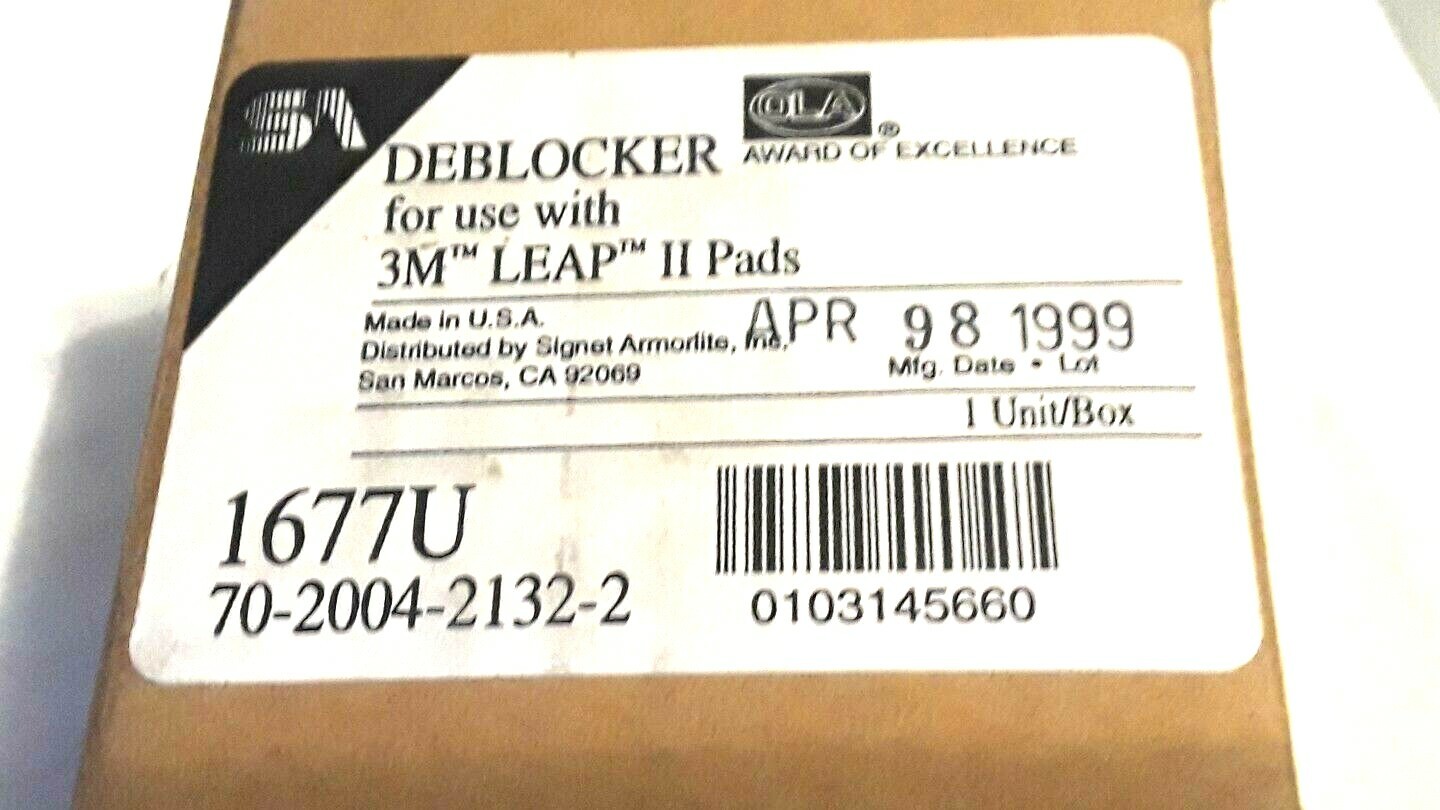 SA
OLA
®
AWARD OF EXCELLENCE
DEBLOCKER
for use with
3M™ LEAP™ II Pads
Made in U.S.A.
Distributed by Signet Armorlite, Inc,
San Marcos, CA 92069
APR 98 1999
Mfg. Date • Lot
1 Unit/Box
1677U
70-2004-2132-2
0103145660